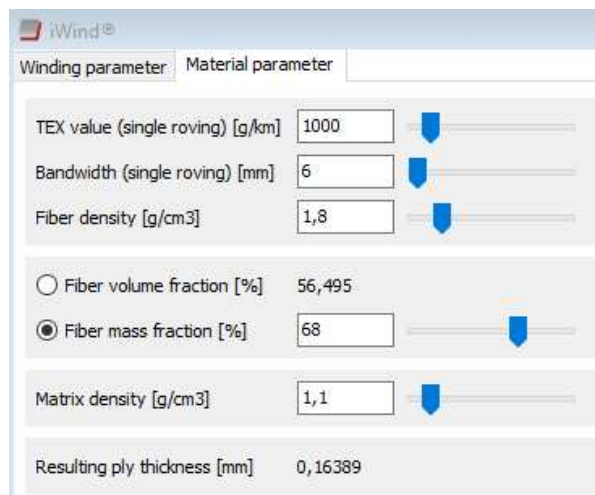 iWind®
Winding parameter Material parameter
TEX value (single roving) [g/km] 1000
Bandwidth (single roving) [mm] 6
Fiber density [g/cm3] 1,8
Fiber volume fraction [%] 56,495
Fiber mass fraction [%] 68
Matrix density [g/cm3] 1,1
Resulting ply thickness [mm] 0,16389